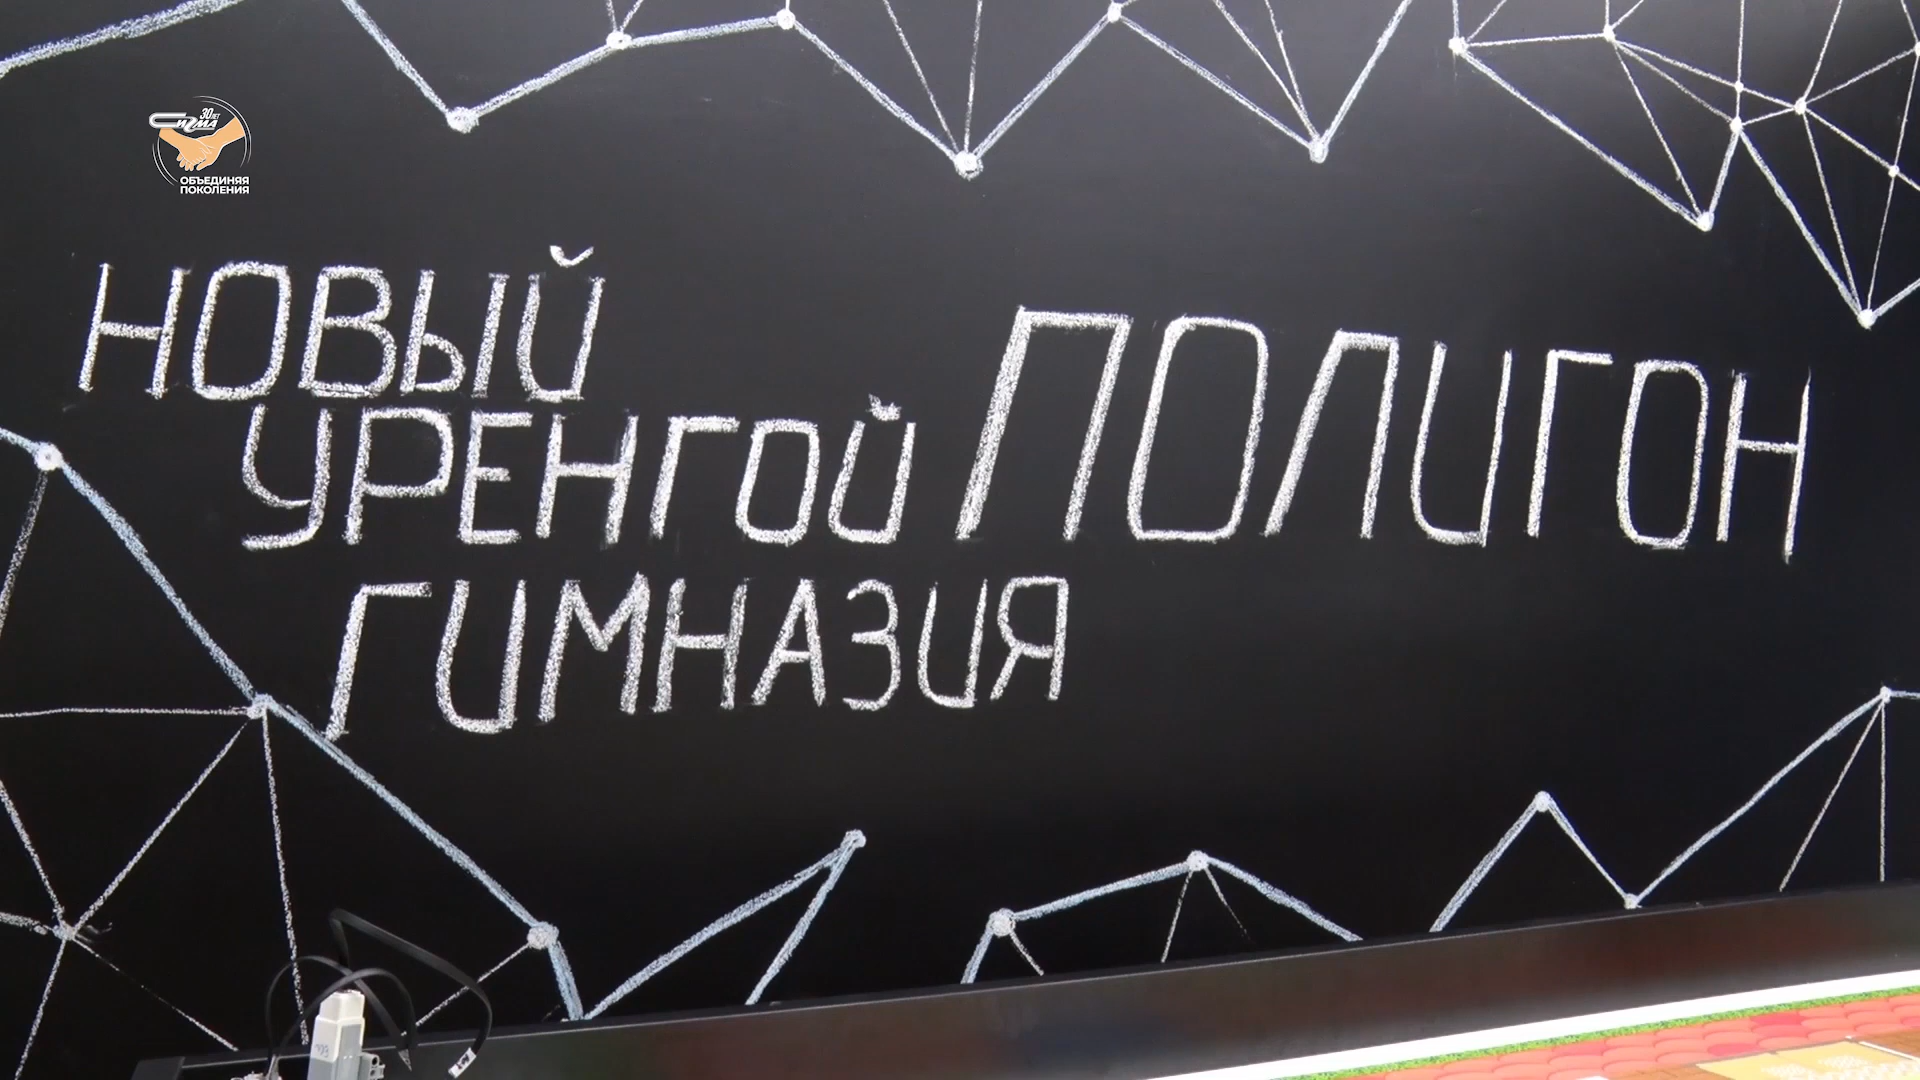 СИГМА
30 ЛЕТ
ОБЪЕДИНЯЯ
ПОКОЛЕНИЯ
НОВЫЙ
УРЕНГОЙ ПОЛИГОН
ГИМНАЗИЯ